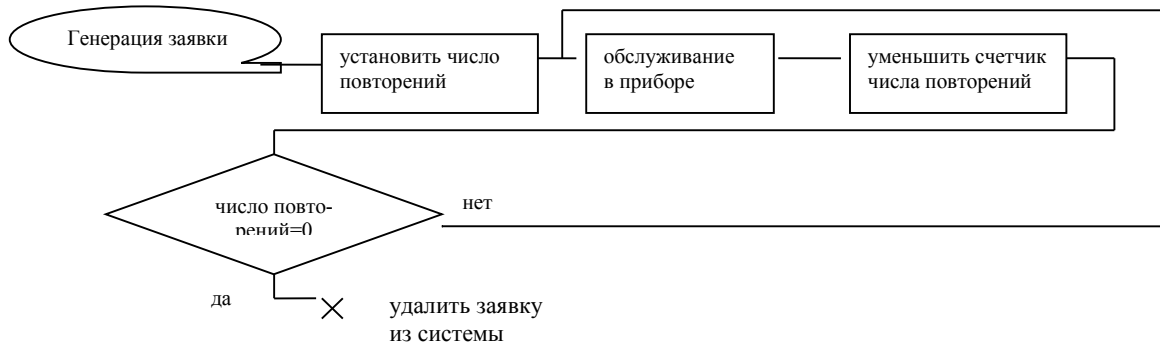 Генерация заявки
установить число
повторений
обслуживание
в приборе
уменьшить счетчик
числа повторений
число повто-
рений=0
нет
да
удалить заявку
из системы